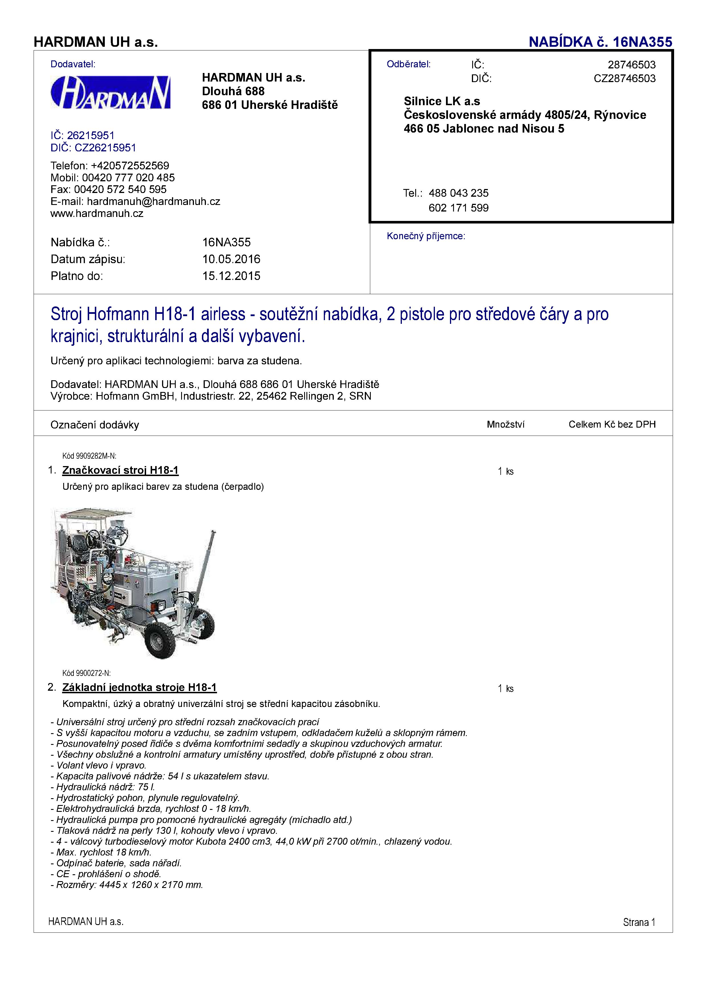 HARDMAN UH a.s.
NABÍDKA č. 16NA355
Dodavatel:
HARDMAN
HARDMAN UH a.s.
Dlouhá 688
686 01 Uherské Hradiště
IČ: 26215951
DIČ: CZ26215951
Telefon: +420572552569
Mobil: 00420 777 020 485
Fax: 00420 572 540 595
E-mail: hardmanuh@hardmanuh.cz
www.hardmanuh.cz
Nabídka č.: 16NA355
Datum zápisu: 10.05.2016
Platno do: 15.12.2015
Odběratel: IČ: 28746503
DIČ: CZ28746503
Silnice LK a.s
Československé armády 4805/24, Rýnovice
466 05 Jablonec nad Nisou 5
Tel.: 488 043 235
602 171 599
Konečný příjemce:
Stroj Hofmann H18-1 airless - soutěžní nabídka, 2 pistole pro středové čáry a pro
krajnici, strukturální a další vybavení.
Určený pro aplikaci technologiemi: barva za studena.
Dodavatel: HARDMAN UH a.s., Dlouhá 688 686 01 Uherské Hradiště
Výrobce: Hofmann GmBH, Industriestr. 22, 25462 Rellingen 2, SRN
Označení dodávky Množství Celkem Kč bez DPH
Kód 9909282M-N:
1. Značkovací stroj H18-1 1 ks
Určený pro aplikaci barev za studena (čerpadlo)
Kód 9900272-N:
2. Základní jednotka stroje H18-1 1 ks
Kompaktní, úzký a obratný univerzální stroj se střední kapacitou zásobníku.
- Universální stroj určený pro střední rozsah značkovacích prací
- S vyšší kapacitou motoru a vzduchu, se zadním vstupem, odkladačem kuželů a sklopným rámem.
- Posunovatelný posed řidiče s dvěma komfortními sedadly a skupinou vzduchových armatur.
- Všechny obslužné a kontrolní armatury umístěny uprostřed, dobře přístupné z obou stran.
- Volant vlevo i vpravo.
- Kapacita palivové nádrže: 54 l s ukazatelem stavu.
- Hydraulická nádrž: 75 l.
- Hydrostatický pohon, plynule regulovatelný.
- Elektrohydraulická brzda, rychlost 0 - 18 km/h.
- Hydraulická pumpa pro pomocné hydraulické agregáty (míchadlo atd.)
- Tlaková nádrž na perly 130 l, kohouty vlevo i vpravo.
- 4 - válcový turbodieselový motor Kubota 2400 cm3, 44,0 kW při 2700 ot/min., chlazený vodou.
- Max. rychlost 18 km/h.
- Odpínač baterie, sada nářadí.
- CE - prohlášení o shodě.
- Rozměry: 4445 x 1260 x 2170 mm.
HARDMAN UH a.s.
Strana 1